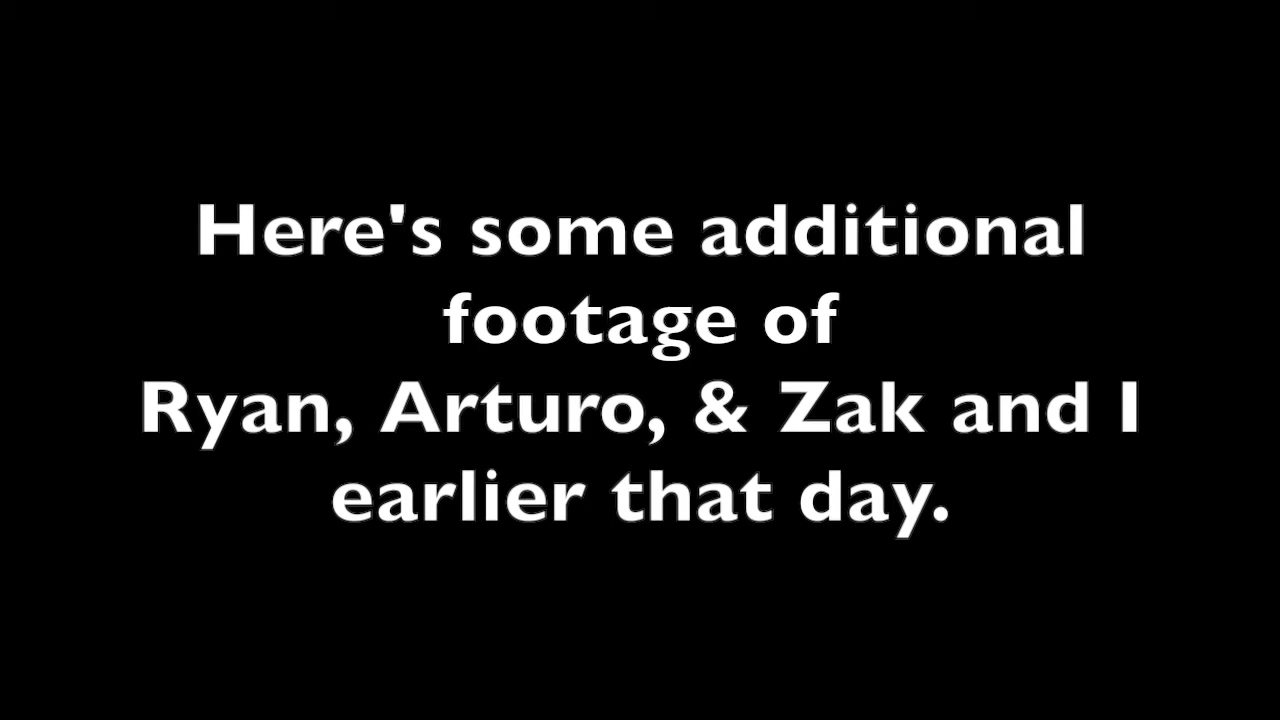 Here's some additional
footage of
Ryan, Arturo, & Zak and I
earlier that day.